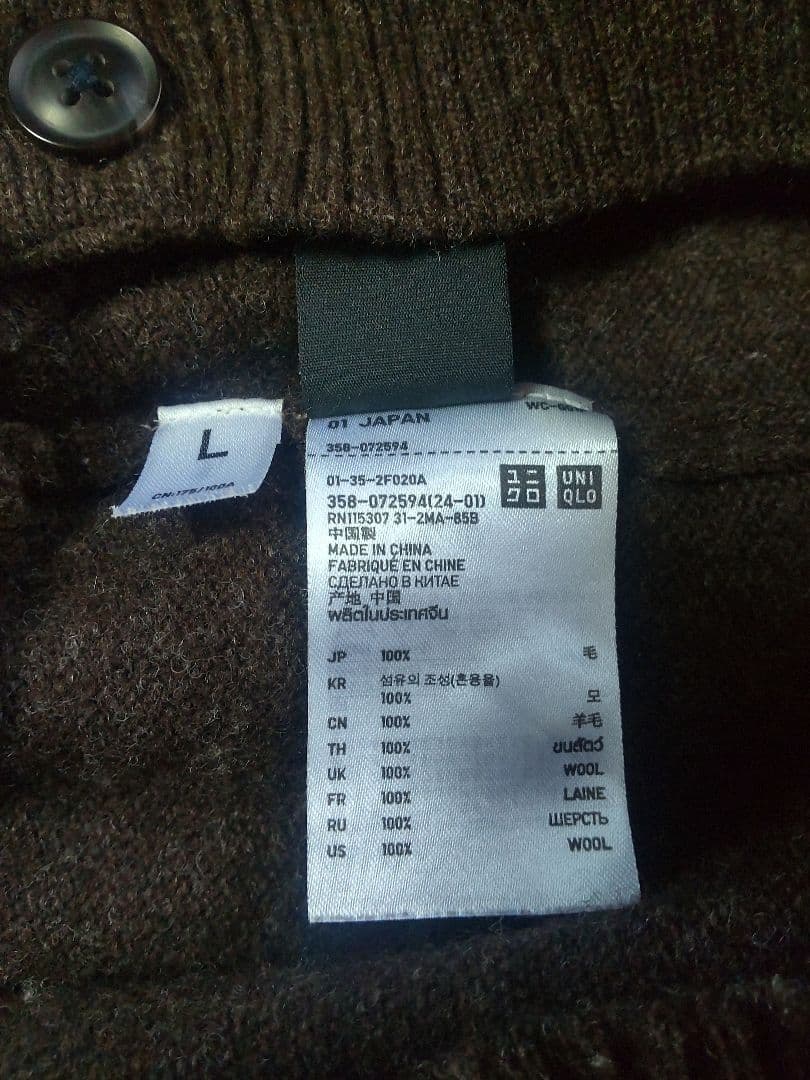 L
CN:175/100A
01 JAPAN
358-072594
01-35-2F020A
358-072594(24-01)
RN115307 31-2MA-85B
ユニ
クロ
UNI
QLO
中国製
MADE IN CHINA
FABRIQUÉ EN CHINE
СДЕЛАНО В КИТАЕ
产地 中国
ผลิตในประเทศจีน
JP 100% 毛
KR 섬유의 조성(혼용율)
100% 모
CN 100% 羊毛
TH 100% ขนสัตว์
UK 100% WOOL
FR 100% LAINE
RU 100% ШЕРСТЬ
US 100% WOOL